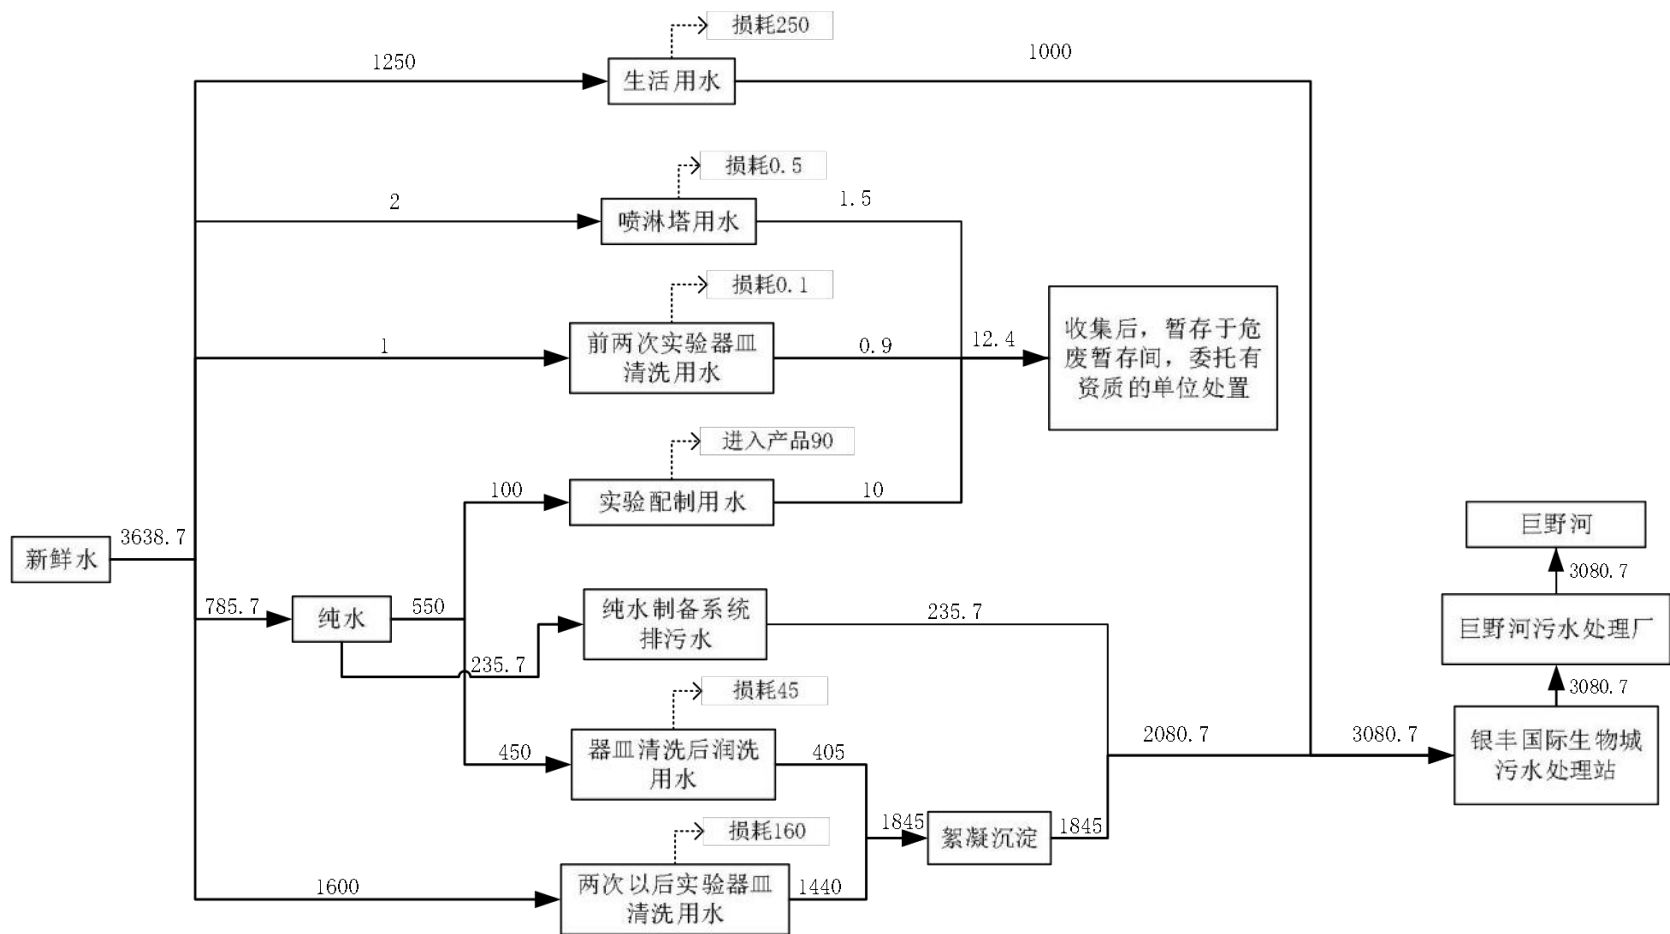 损耗250
1250
1000
生活用水
损耗0.5
2
1.5
喷淋塔用水
损耗0.1
1
前两次实验器皿
清洗用水
0.9
12.4
收集后，暂存于危
废暂存间，委托有
资质的单位处置
进入产品90
100
实验配制用水
10
新鲜水
3638.7
785.7
纯水
550
235.7
纯水制备系统
排污水
235.7
损耗45
450
器皿清洗后润洗
用水
405
2080.7
3080.7
巨野河
3080.7
巨野河污水处理厂
3080.7
银丰国际生物城
污水处理站
损耗160
1600
两次以后实验器皿
清洗用水
1440
1845
絮凝沉淀
1845